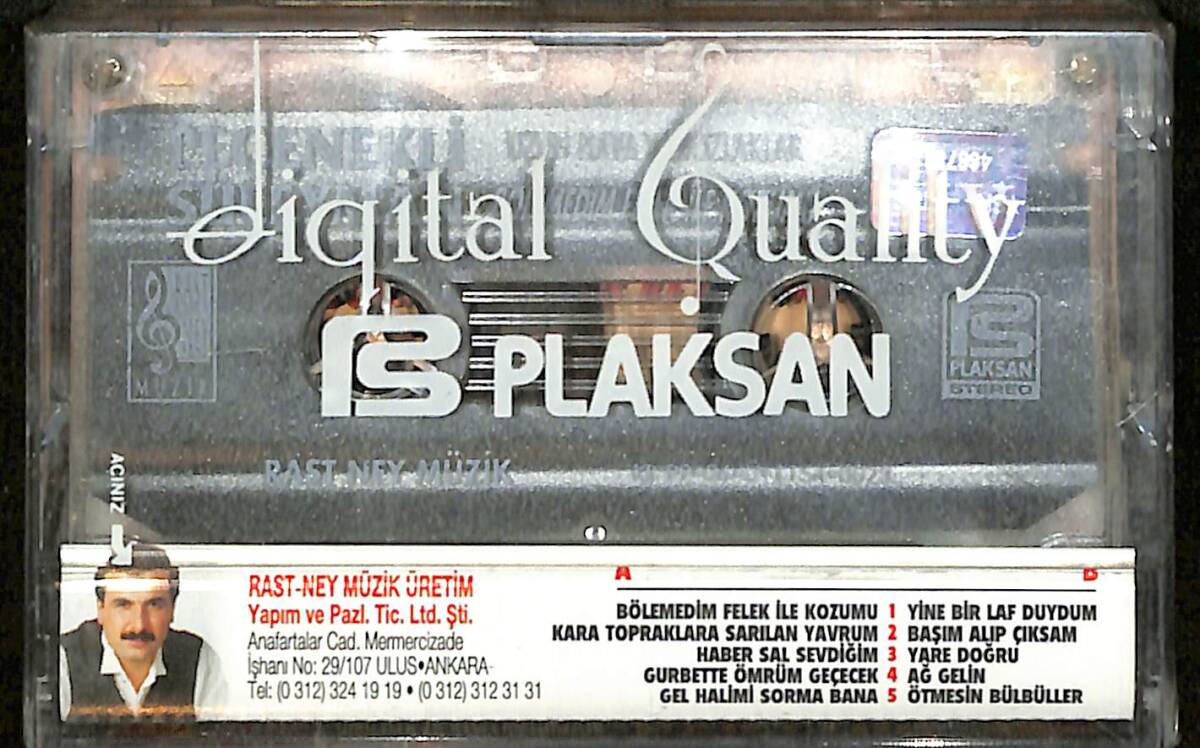 digital Quality
PLAKSAN
MÜZİK
PLAKSAN
STEREO
RAST-NEY MÜZİK
AÇINIZ
RAST-NEY MÜZİK ÜRETİM
Yapım ve Pazl. Tic. Ltd. Şti.
Anafartalar Cad. Mermercizade
İşhanı No: 29/107 ULUS•ANKARA-
Tel: (0 312) 324 19 19 • (0 312) 312 31 31
A B
BÖLEMEDİM FELEK İLE KOZUMU 1 YİNE BİR LAF DUYDUM
KARA TOPRAKLARA SARILAN YAVRUM 2 BAŞIM ALIP ÇIKSAM
HABER SAL SEVDİĞİM 3 YARE DOĞRU
GURBETTE ÖMRÜM GEÇECEK 4 AĞ GELİN
GEL HALİMİ SORMA BANA 5 ÖTMESİN BÜLBÜLLER